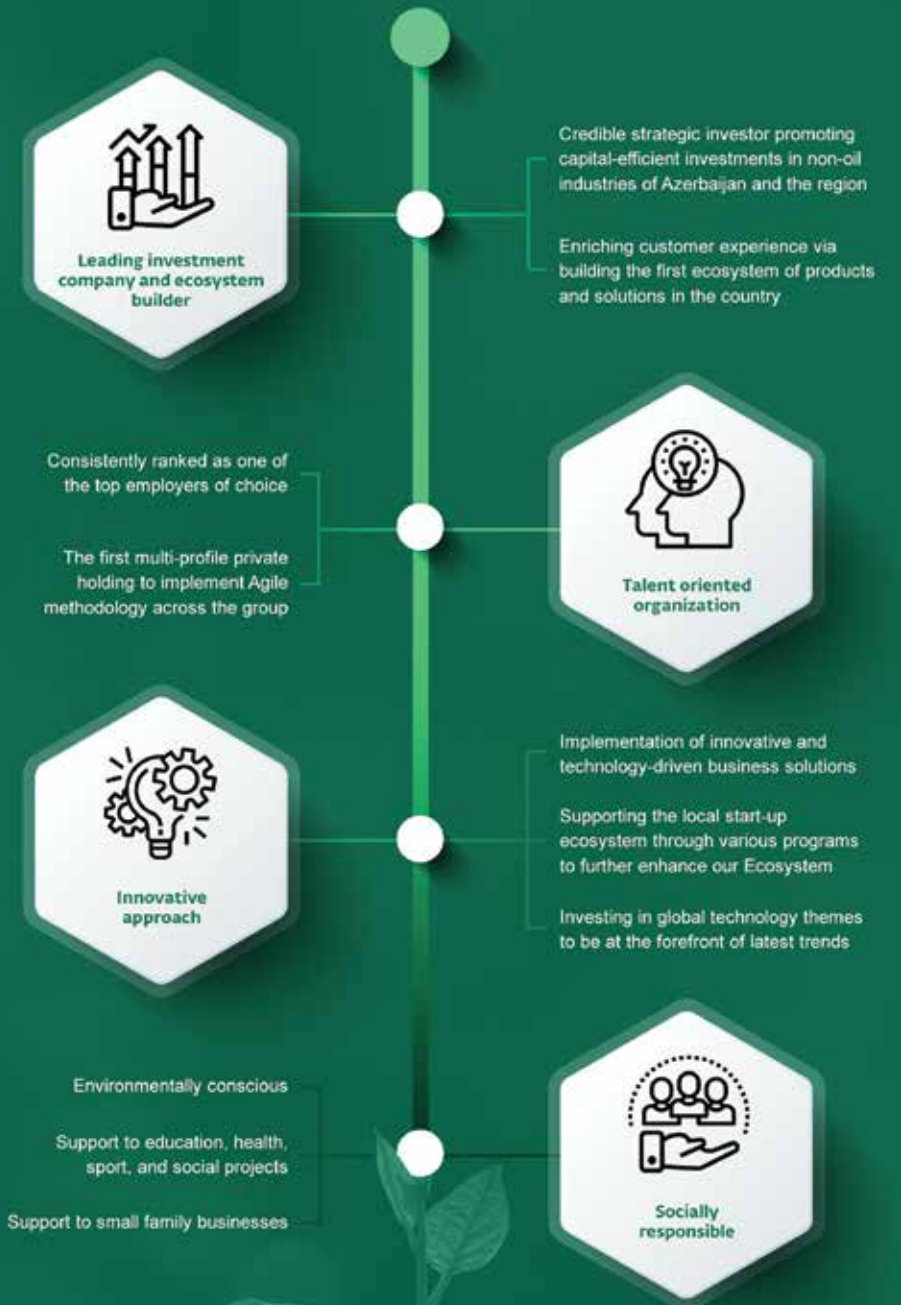 Leading investment
company and ecosystem
builder
Credible strategic investor promoting
capital-efficient investments in non-oil
industries of Azerbaijan and the region
Enriching customer experience via
building the first ecosystem of products
and solutions in the country
Consistently ranked as one of
the top employers of choice
The first multi-profile private
holding to implement Agile
methodology across the group
Talent oriented
organization
Innovative
approach
Implementation of innovative and
technology-driven business solutions
Supporting the local start-up
ecosystem through various programs
to further enhance our Ecosystem
Investing in global technology themes
to be at the forefront of latest trends
Environmentally conscious
Support to education, health,
sport, and social projects
Support to small family businesses
Socially
responsible